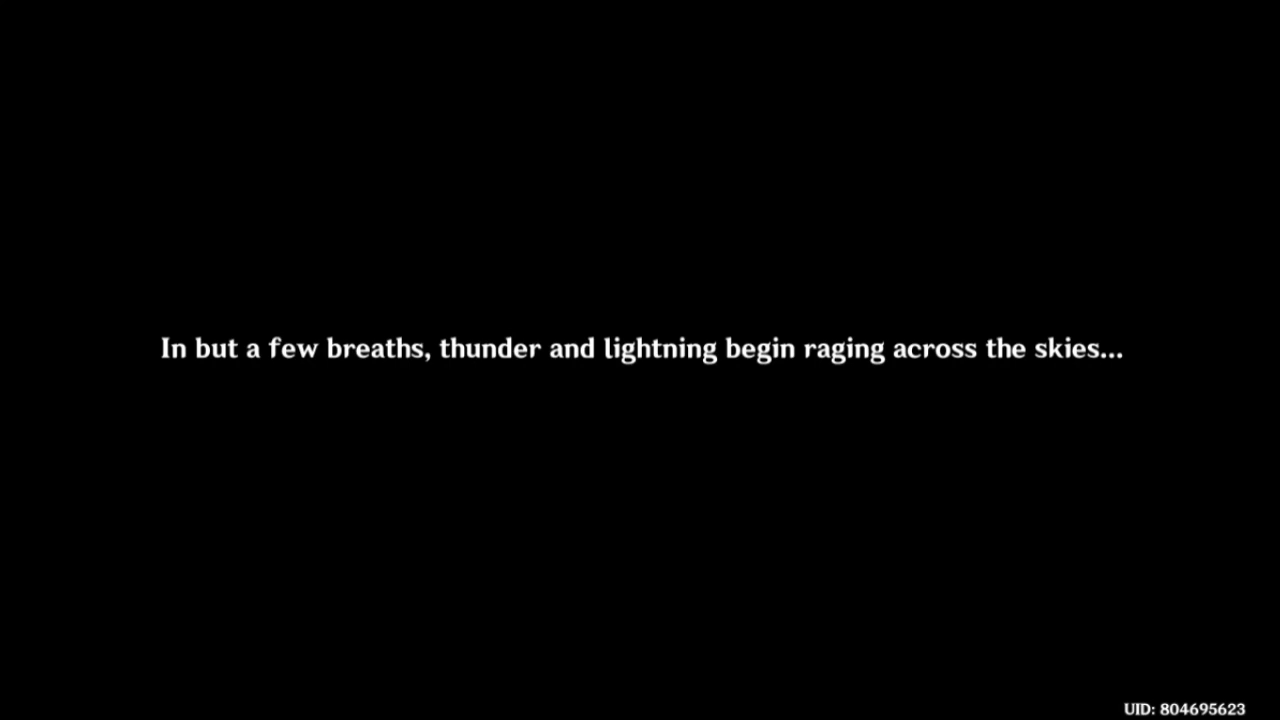 In but a few breaths, thunder and lightning begin raging across the skies...
UID: 804695623